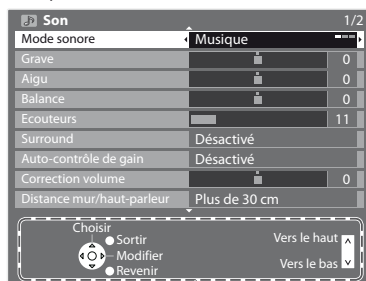 Son 1/2
Mode sonore Musique
Grave 0
Aigu 0
Balance 0
Ecouteurs 11
Surround Désactivé
Auto-contrôle de gain Désactivé
Correction volume 0
Distance mur/haut-parleur Plus de 30 cm
Choisir
Sortir Vers le haut
Modifier
Vers le bas
Revenir